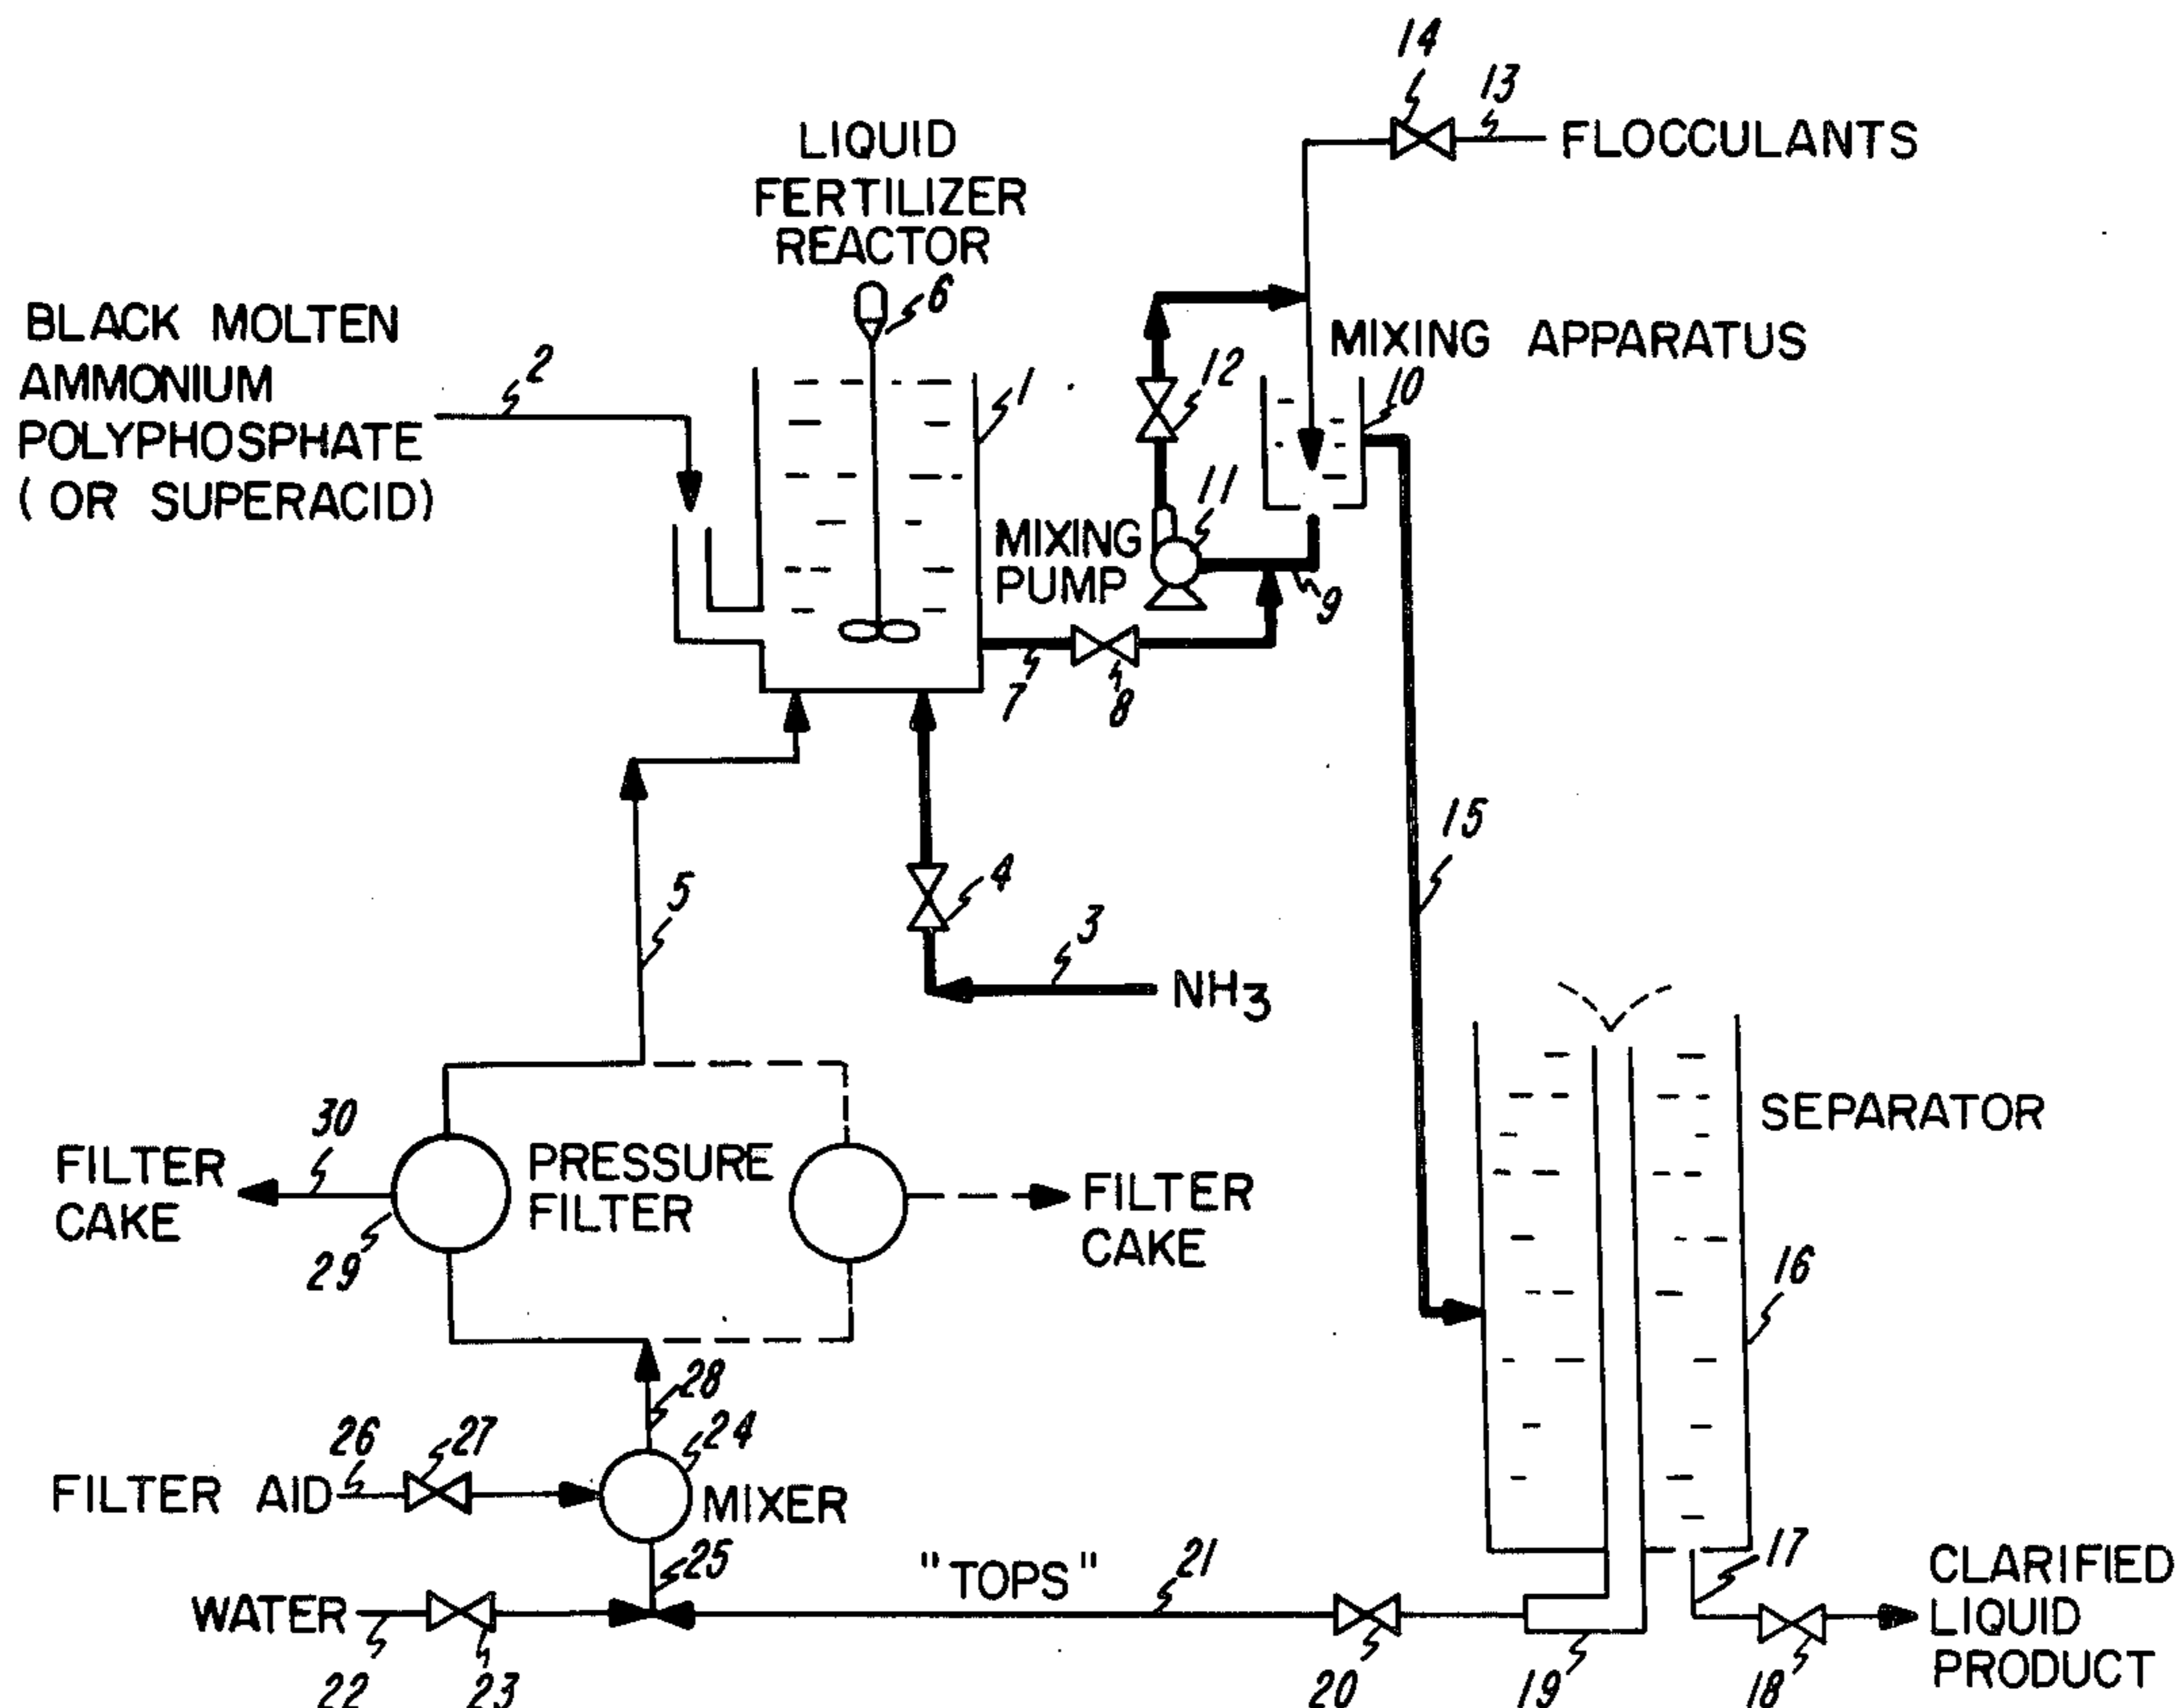 14
13
FLOCCULANTS
LIQUID
FERTILIZER
REACTOR
6
BLACK MOLTEN
AMMONIUM
POLYPHOSPHATE
( OR SUPERACID)
2
1
12
MIXING APPARATUS
10
11
MIXING
PUMP
9
7
8
15
5
4
3
NH3
30
FILTER
CAKE
29
PRESSURE
FILTER
FILTER
CAKE
SEPARATOR
16
28
26
27
24
FILTER AID
MIXER
25
"TOPS"
21
17
WATER
CLARIFIED
LIQUID
PRODUCT
22
23
20
19
18